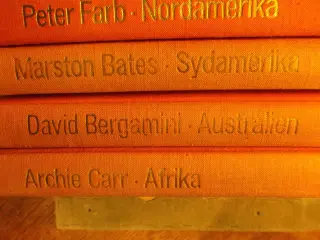 Peter Farb · Nordamerika
Marston Bates · Sydamerika
David Bergamini · Australien
Archie Carr · Afrika